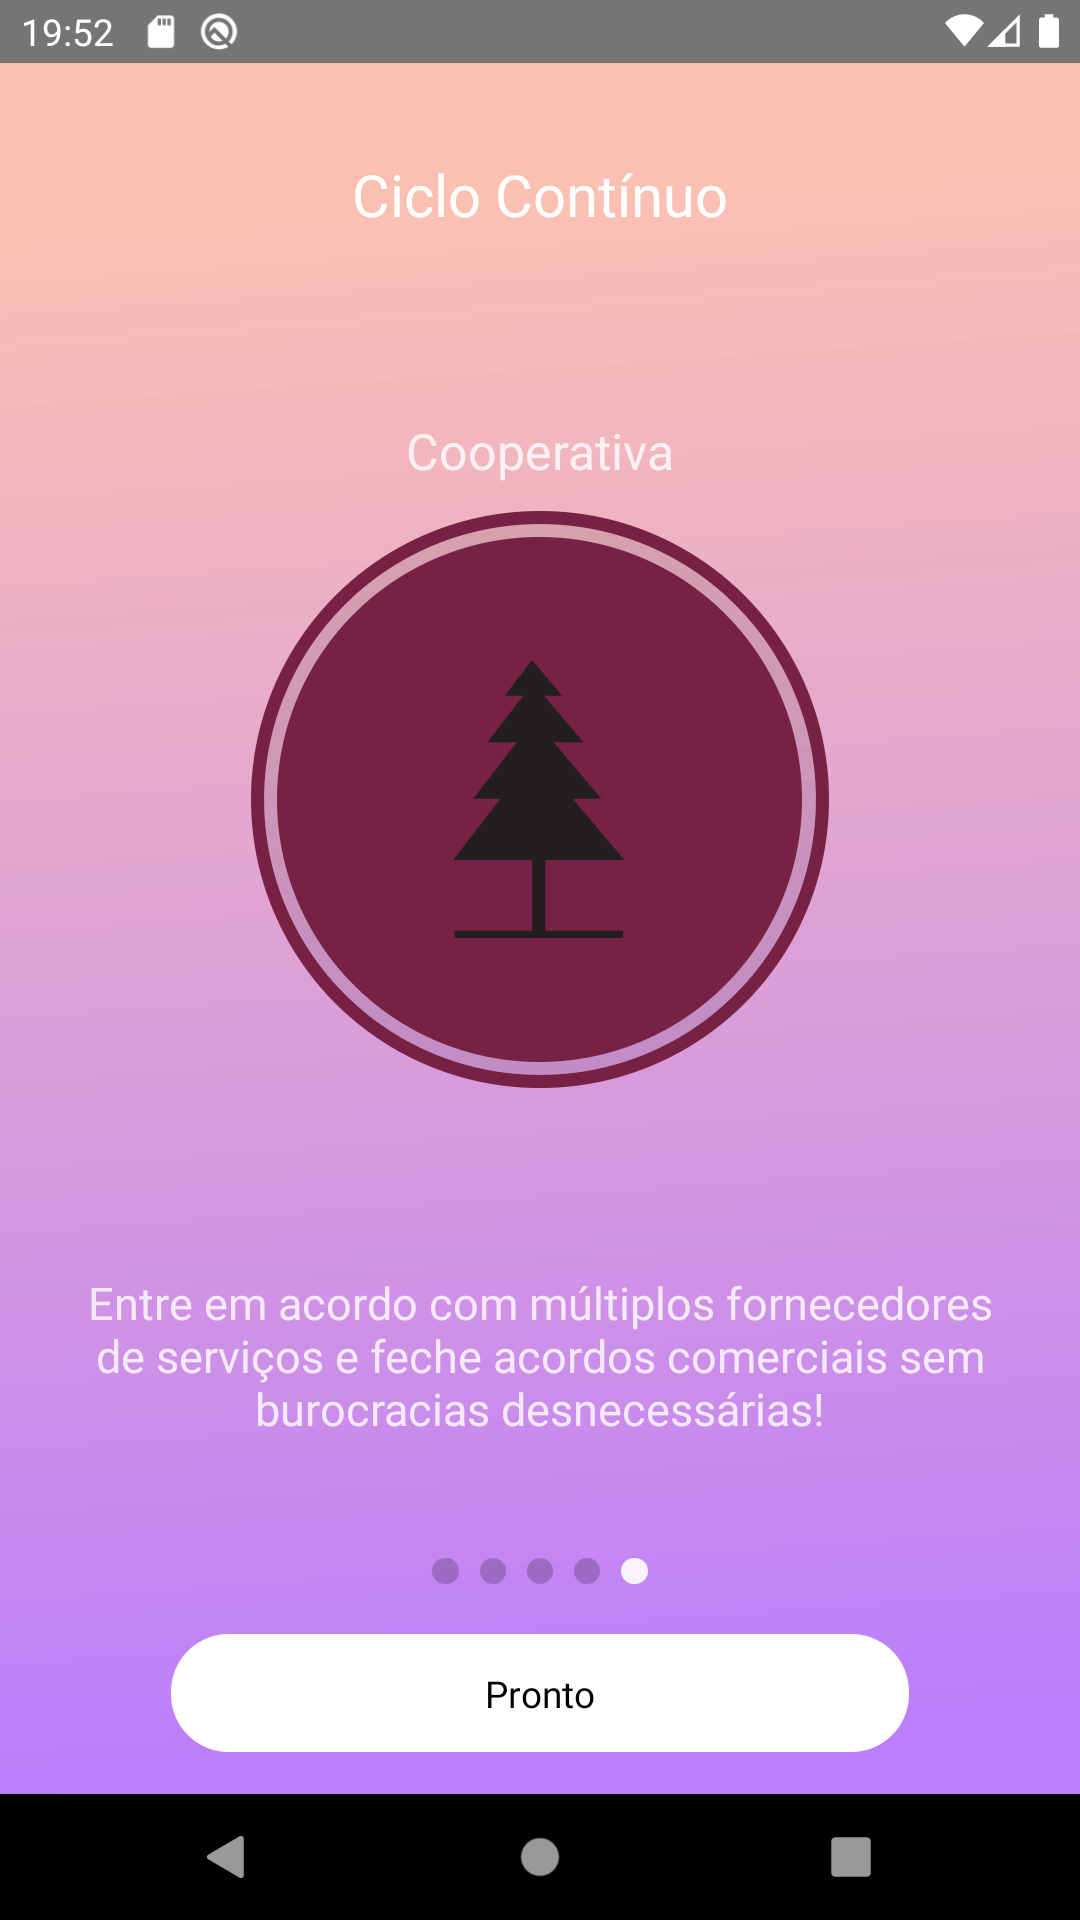 19:52
Ciclo Contínuo
Cooperativa
Entre em acordo com múltiplos fornecedores
de serviços e feche acordos comerciais sem
burocracias desnecessárias!
Pronto